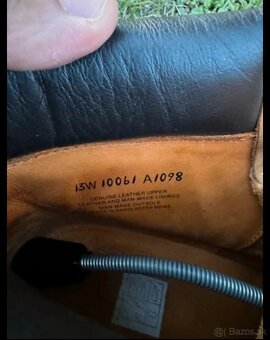 13W 10061 A1098
GENUINE LEATHER UPPER
LEATHER AND MAN-MADE LININGS
MAN-MADE OUTSOLE
© Bazos.sk